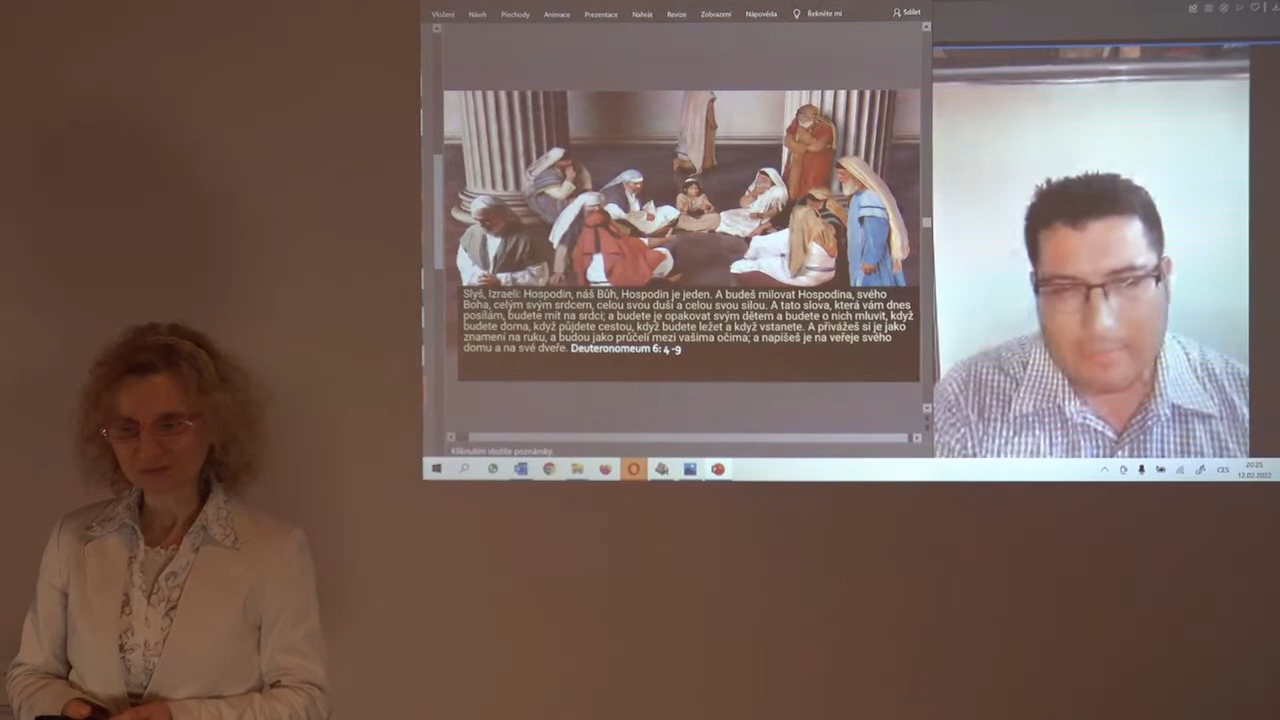 Vložení Návrh Přechody Animace Prezentace Nahrát Revize Zobrazení Nápověda Řekněte mi Sdílet
Slyš, Izraeli: Hospodin, náš Bůh, Hospodin je jeden. A budeš milovat Hospodina, svého
Boha, celým svým srdcem, celou svou duší a celou svou silou. A tato slova, která vám dnes
posílám, budete mít na srdci; a budete je opakovat svým dětem a budete o nich mluvit, když
budete doma, když půjdete cestou, když budete ležet a když vstanete. A přivážeš si je jako
znamení na ruku, a budou jako průčelí mezi vašima očima; a napíšeš je na veřeje svého
domu a na své dveře. Deuteronomeum 6: 4 -9
Kliknutím vložíte poznámky.
CES
20:25
12.02.2022